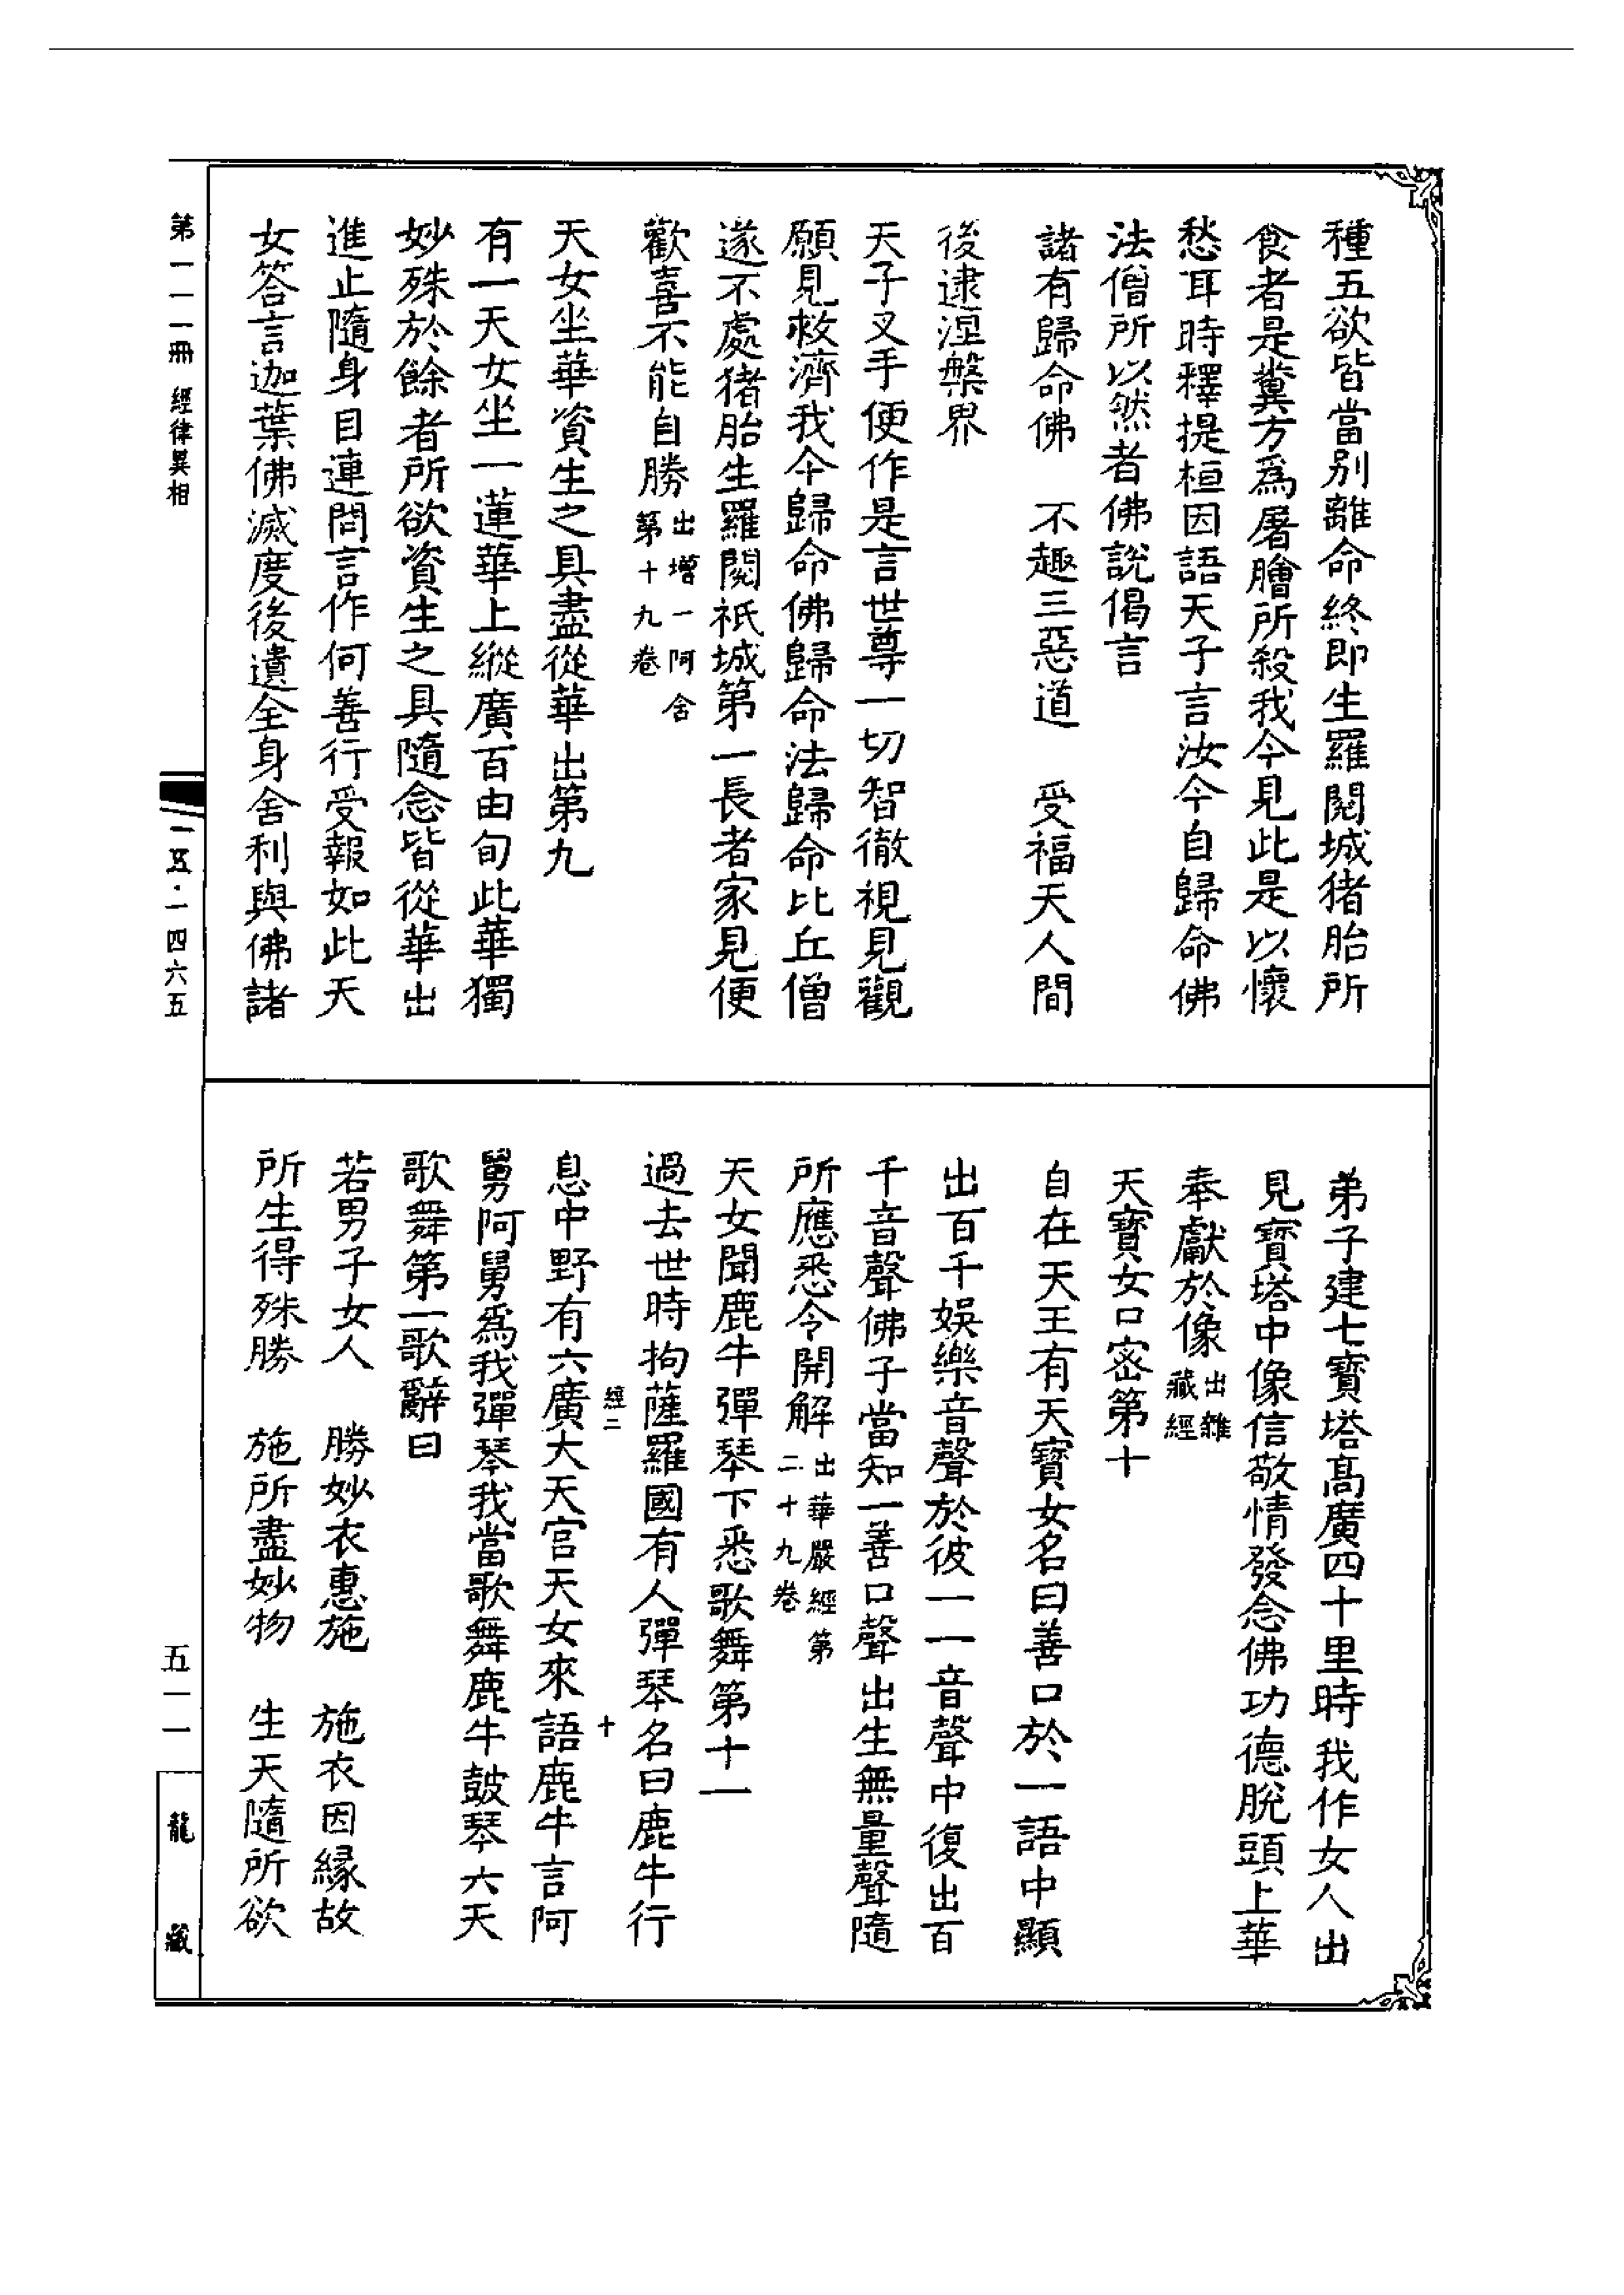 種五欲皆當別離命終即生羅閱城猪胎所
食者是糞方為屠膾所殺我今見此是以懷
愁耳時釋提桓因語天子言汝今自歸命佛
法僧所以然者佛說偈言
諸有歸命佛　不趣三惡道　受福天人間
後逮涅槃界
天子叉手便作是言世尊一切智徹視見觀
願見救濟我今歸命佛歸命法歸命比丘僧
遂不處猪胎生羅閱祇城第一長者家見便
歡喜不能自勝出增一阿含第十九卷
天女坐華資生之具盡從華出第九
有一天女坐一蓮華上縱廣百由旬此華獨
妙殊於餘者所欲資生之具隨念皆從華出
進止隨身目連問言作何善行受報如此天
女答言迦葉佛滅度後遺全身舍利與佛諸
弟子建七寶塔高廣四十里時我作女人出
見寶塔中像信敬情發念佛功德脫頭上華
奉獻於像出雜藏經
天寶女口密第十
自在天王有天寶女名曰善口於一語中顯
出百千娛樂音聲於彼一一音聲中復出百
千音聲佛子當知一善口聲出生無量聲隨
所應悉令開解出華嚴經第二十九卷
天女聞鹿牛彈琴下悉歌舞第十一
過去世時拘薩羅國有人彈琴名曰鹿牛行
經二　十
息中野有六廣大天宮天女來語鹿牛言阿
舅阿舅為我彈琴我當歌舞鹿牛鼓琴六天
歌舞第一歌辭曰
若男子女人　勝妙衣惠施　施衣因緣故
所生得殊勝　施所盡妙物　生天隨所欲
第一一一冊　經律異相
一五·一四六五
五一一
龍藏